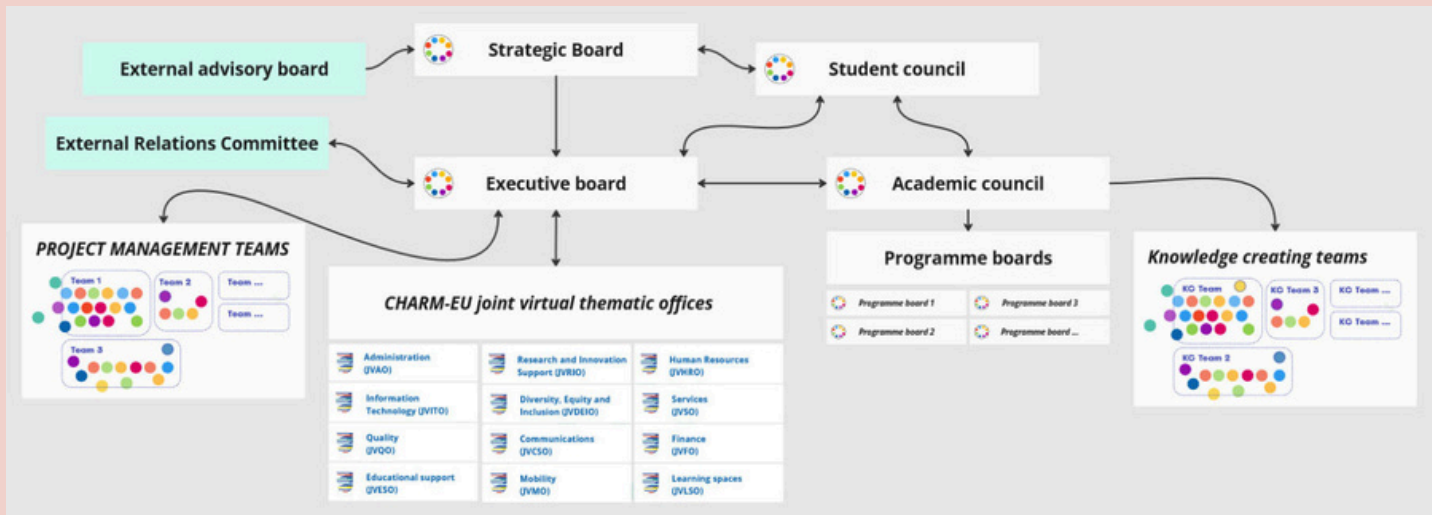 External advisory board
Strategic Board
Student council
External Relations Committee
Executive board
Academic council
PROJECT MANAGEMENT TEAMS
Team 1
Team 2
Team ...
Team ...
Team 3
CHARM-EU joint virtual thematic offices
Administration
(JVAO)
Research and Innovation
Support (JVRIO)
Human Resources
(JVHRO)
Information
Technology (JVITO)
Diversity, Equity and
Inclusion (JVDEIO)
Services
(JVSO)
Quality
(JVQO)
Communications
(JVCSO)
Finance
(JVFO)
Educational support
(JVESO)
Mobility
(JVMO)
Learning spaces
(JVLSO)
Programme boards
Programme board 1
Programme board 3
Programme board 2
Programme board ...
Knowledge creating teams
KC Team
KC Team 3
KC Team ...
KC Team ...
KC Team 2